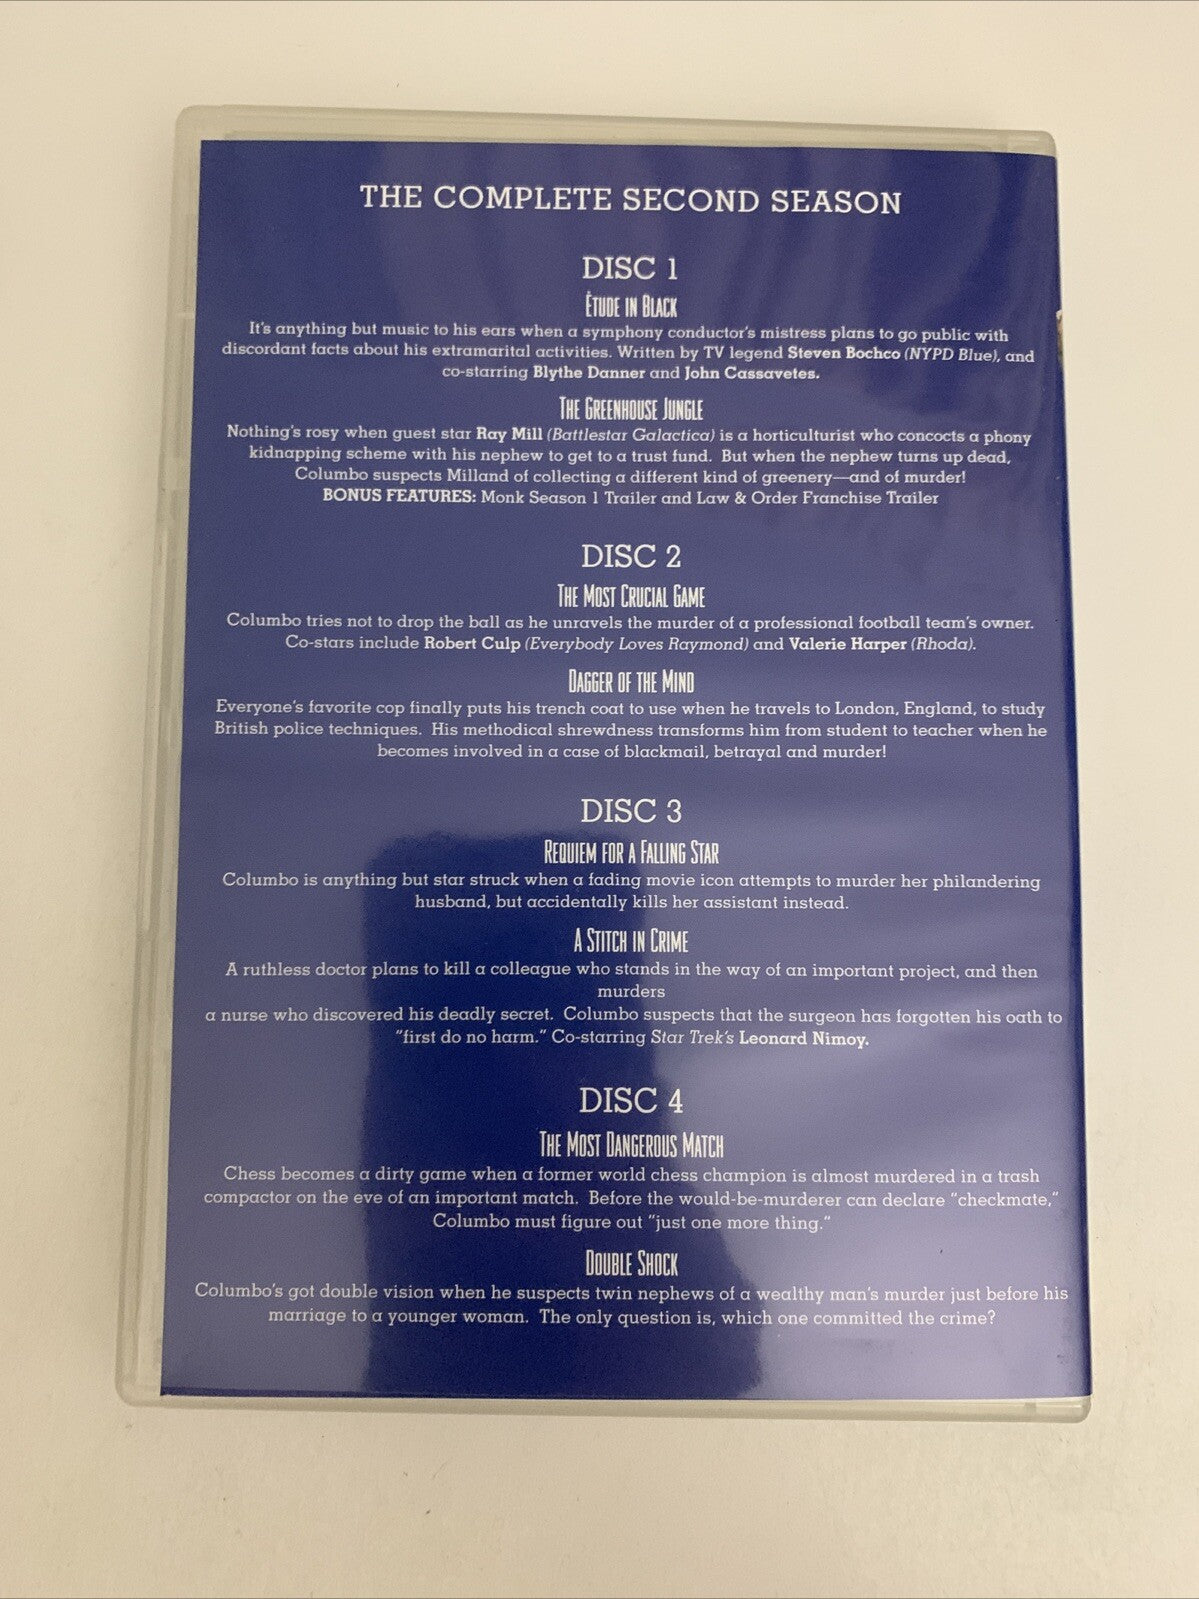 THE COMPLETE SECOND SEASON
DISC 1
Ètude in Black
It's anything but music to his ears when a symphony conductor's mistress plans to go public with
discordant facts about his extramarital activities. Written by TV legend Steven Bochco (NYPD Blue), and
co-starring Blythe Danner and John Cassavetes.
The Greenhouse Jungle
Nothing's rosy when guest star Ray Mill (Battlestar Galactica) is a horticulturist who concocts a phony
kidnapping scheme with his nephew to get to a trust fund. But when the nephew turns up dead,
Columbo suspects Milland of collecting a different kind of greenery—and of murder!
BONUS FEATURES: Monk Season 1 Trailer and Law & Order Franchise Trailer
DISC 2
The Most Crucial Game
Columbo tries not to drop the ball as he unravels the murder of a professional football team's owner.
Co-stars include Robert Culp (Everybody Loves Raymond) and Valerie Harper (Rhoda).
Dagger of the Mind
Everyone's favorite cop finally puts his trench coat to use when he travels to London, England, to study
British police techniques. His methodical shrewdness transforms him from student to teacher when he
becomes involved in a case of blackmail, betrayal and murder!
DISC 3
Requiem for a Falling Star
Columbo is anything but star struck when a fading movie icon attempts to murder her philandering
husband, but accidentally kills her assistant instead.
A Stitch in Crime
A ruthless doctor plans to kill a colleague who stands in the way of an important project, and then
murders
a nurse who discovered his deadly secret. Columbo suspects that the surgeon has forgotten his oath to
"first do no harm." Co-starring Star Trek's Leonard Nimoy.
DISC 4
The Most Dangerous Match
Chess becomes a dirty game when a former world chess champion is almost murdered in a trash
compactor on the eve of an important match. Before the would-be-murderer can declare "checkmate,"
Columbo must figure out "just one more thing."
Double Shock
Columbo's got double vision when he suspects twin nephews of a wealthy man's murder just before his
marriage to a younger woman. The only question is, which one committed the crime?